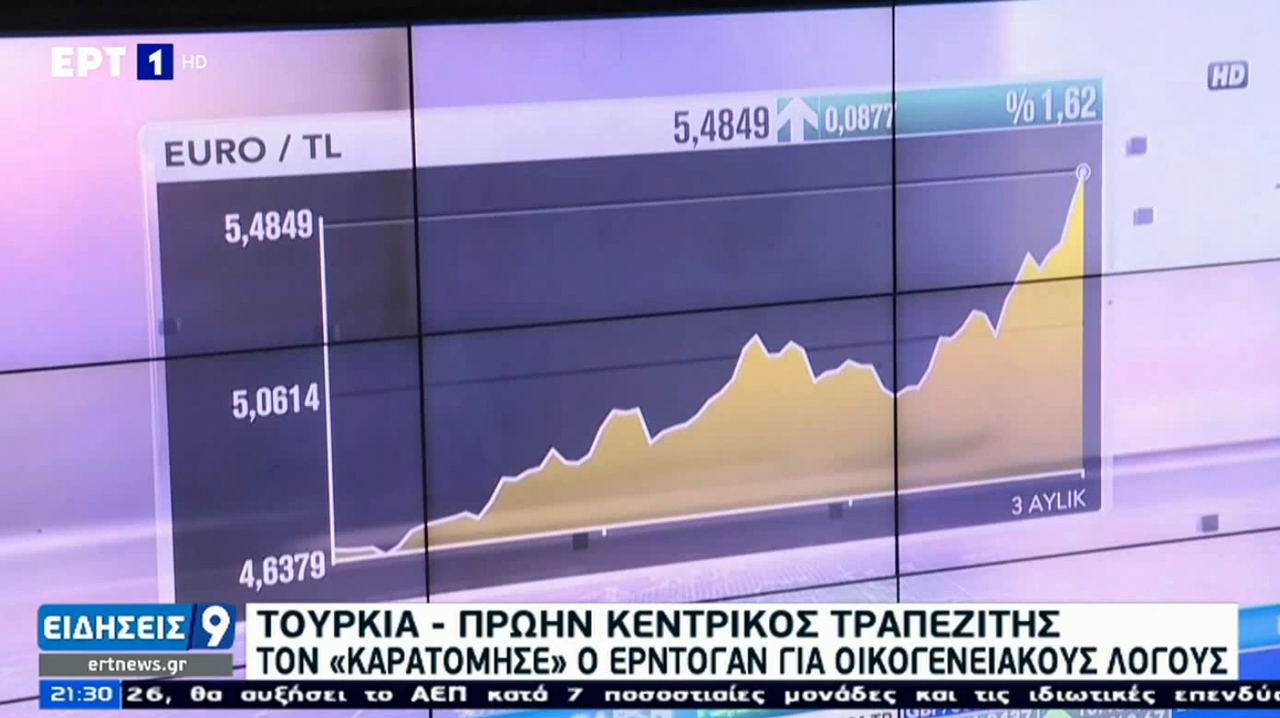 ΕΡΤ 1 HD
HD
5,4849 0,0877 % 1,62
EURO / TL
5,4849
5,0614
4,6379
3 AYLIK
ΕΙΔΗΣΕΙΣ 9
ertnews.gr
ΤΟΥΡΚΙΑ - ΠΡΩΗΝ ΚΕΝΤΡΙΚΟΣ ΤΡΑΠΕΖΙΤΗΣ
ΤΟΝ «ΚΑΡΑΤΟΜΗΣΕ» Ο ΕΡΝΤΟΓΑΝ ΓΙΑ ΟΙΚΟΓΕΝΕΙΑΚΟΥΣ ΛΟΓΟΥΣ
21:30 26, θα αυξήσει το ΑΕΠ κατά 7 ποσοστιαίες μονάδες και τις ιδιωτικές επενδύ